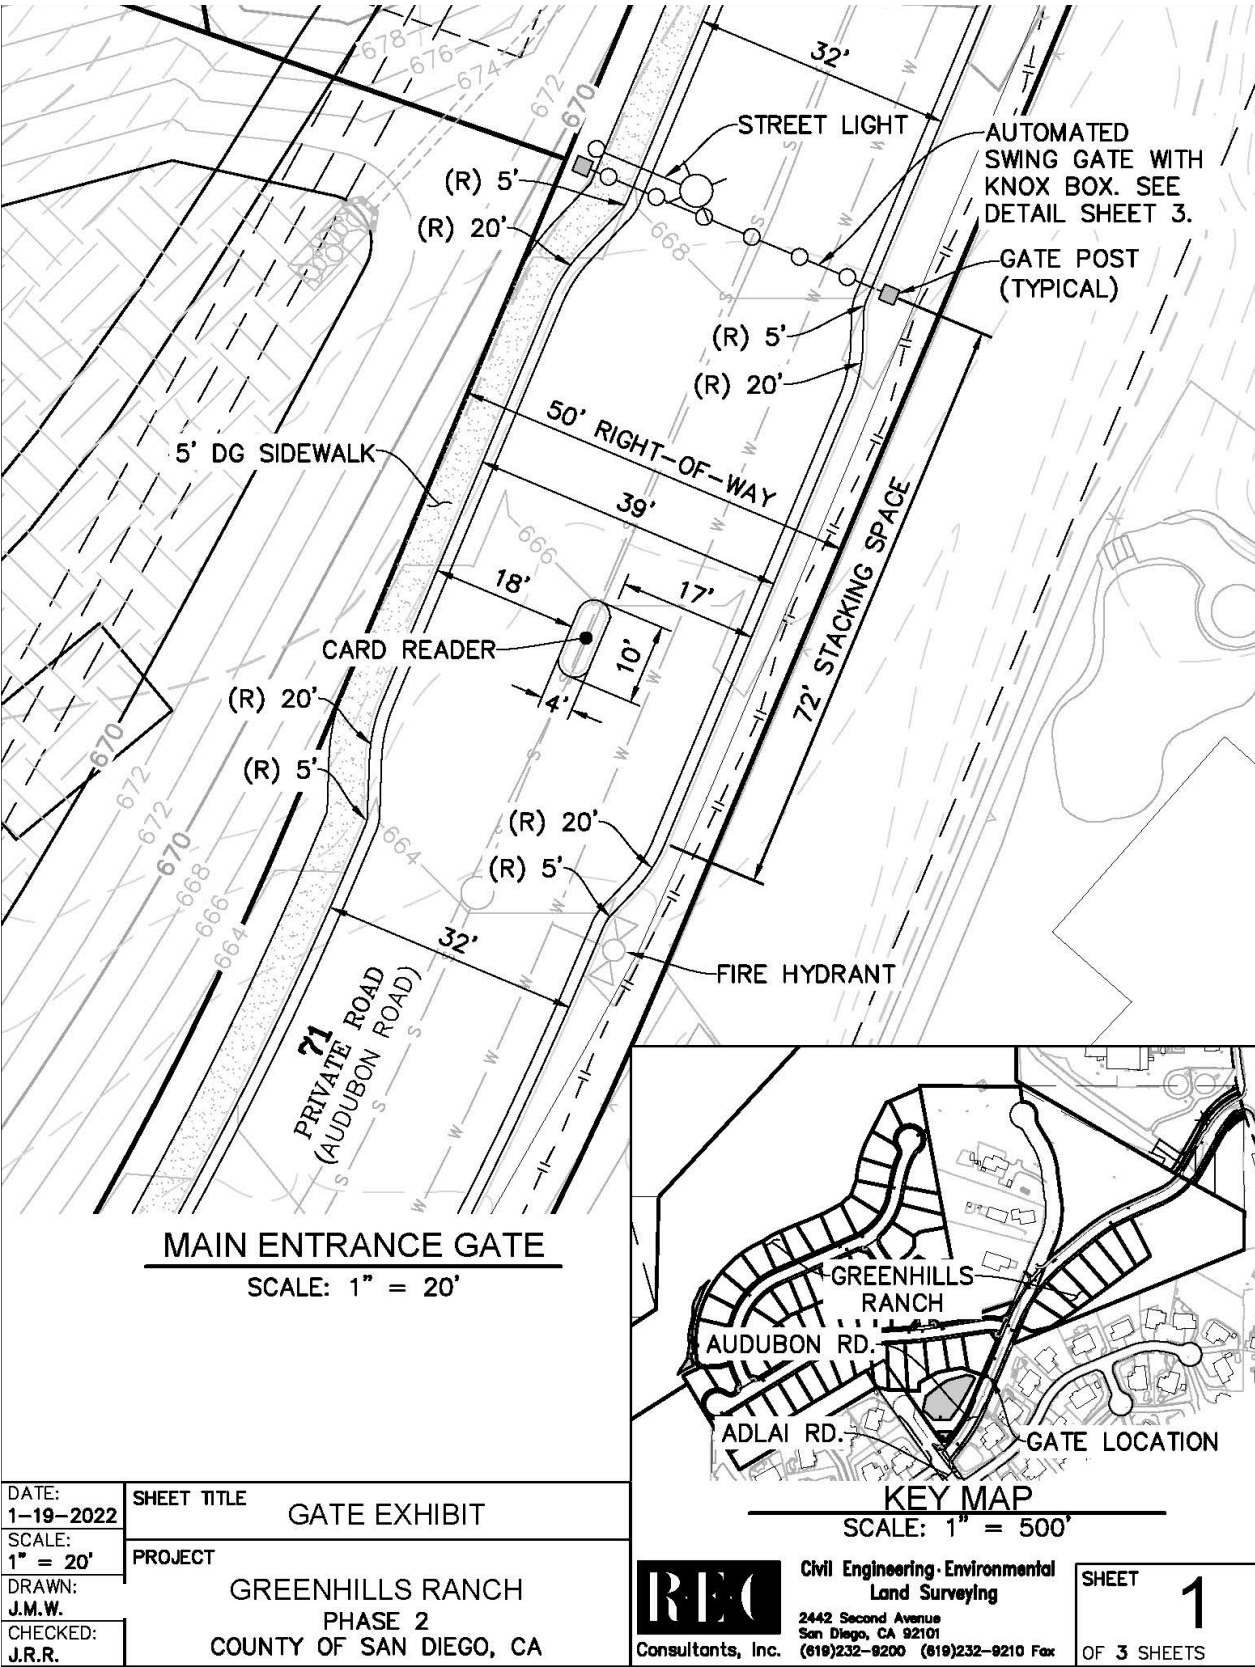 678
676
674
672
670
32'
STREET LIGHT
AUTOMATED
SWING GATE WITH
KNOX BOX. SEE
DETAIL SHEET 3.
(R) 5'
(R) 20'
668
GATE POST
(TYPICAL)
(R) 5'
(R) 20'
50' RIGHT-OF-WAY
5' DG SIDEWALK
39'
666
18'
17'
72' STACKING SPACE
CARD READER
10'
4'
(R) 20'
(R) 5'
670
672
672
670
668
666
664
664
(R) 20'
(R) 5'
32'
FIRE HYDRANT
71
PRIVATE ROAD
(AUDUBON ROAD)
S
S
S
S
S
S
S
W
W
W
W
W
W
W
W
W
W
W
MAIN ENTRANCE GATE
SCALE: 1" = 20'
GREENHILLS
RANCH
AUDUBON RD.
ADLAI RD.
GATE LOCATION
KEY MAP
SCALE: 1" = 500'
DATE:
1-19-2022
SCALE:
1" = 20'
DRAWN:
J.M.W.
CHECKED:
J.R.R.
SHEET TITLE
GATE EXHIBIT
PROJECT
GREENHILLS RANCH
PHASE 2
COUNTY OF SAN DIEGO, CA
R·E·C
Consultants, Inc.
Civil Engineering·Environmental
Land Surveying
2442 Second Avenue
San Diego, CA 92101
(619)232-9200 (619)232-9210 Fax
SHEET
1
OF 3 SHEETS